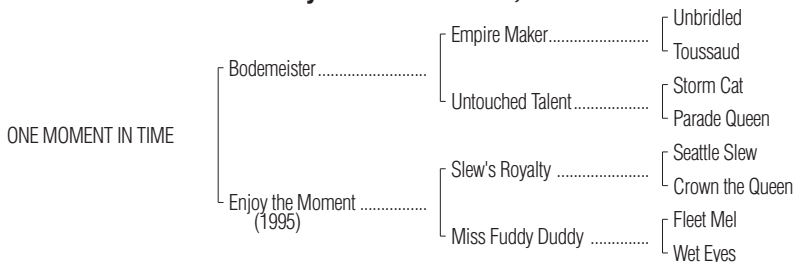 Unbridled
Empire Maker........................
Toussaud
Bodemeister..........................
Storm Cat
Untouched Talent..................
Parade Queen
ONE MOMENT IN TIME
Seattle Slew
Slew's Royalty ......................
Crown the Queen
Enjoy the Moment ................
(1995)
Fleet Mel
Miss Fuddy Duddy ..............
Wet Eyes